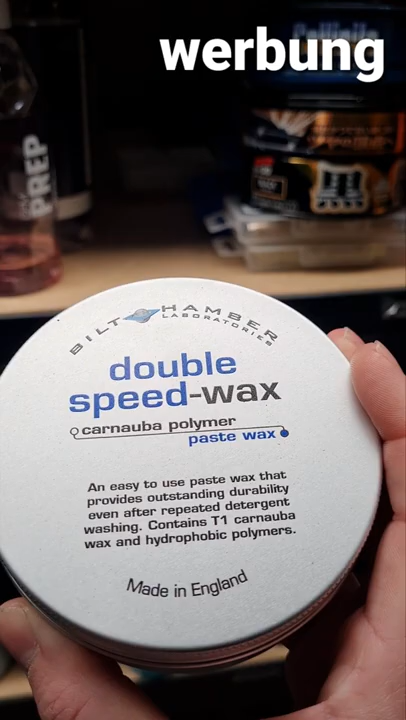 werbung
PREP
BILT HAMBER
LABORATORIES
double
speed-wax
carnauba polymer
paste wax
An easy to use paste wax that
provides outstanding durability
even after repeated detergent
washing. Contains T1 carnauba
wax and hydrophobic polymers.
Made in England